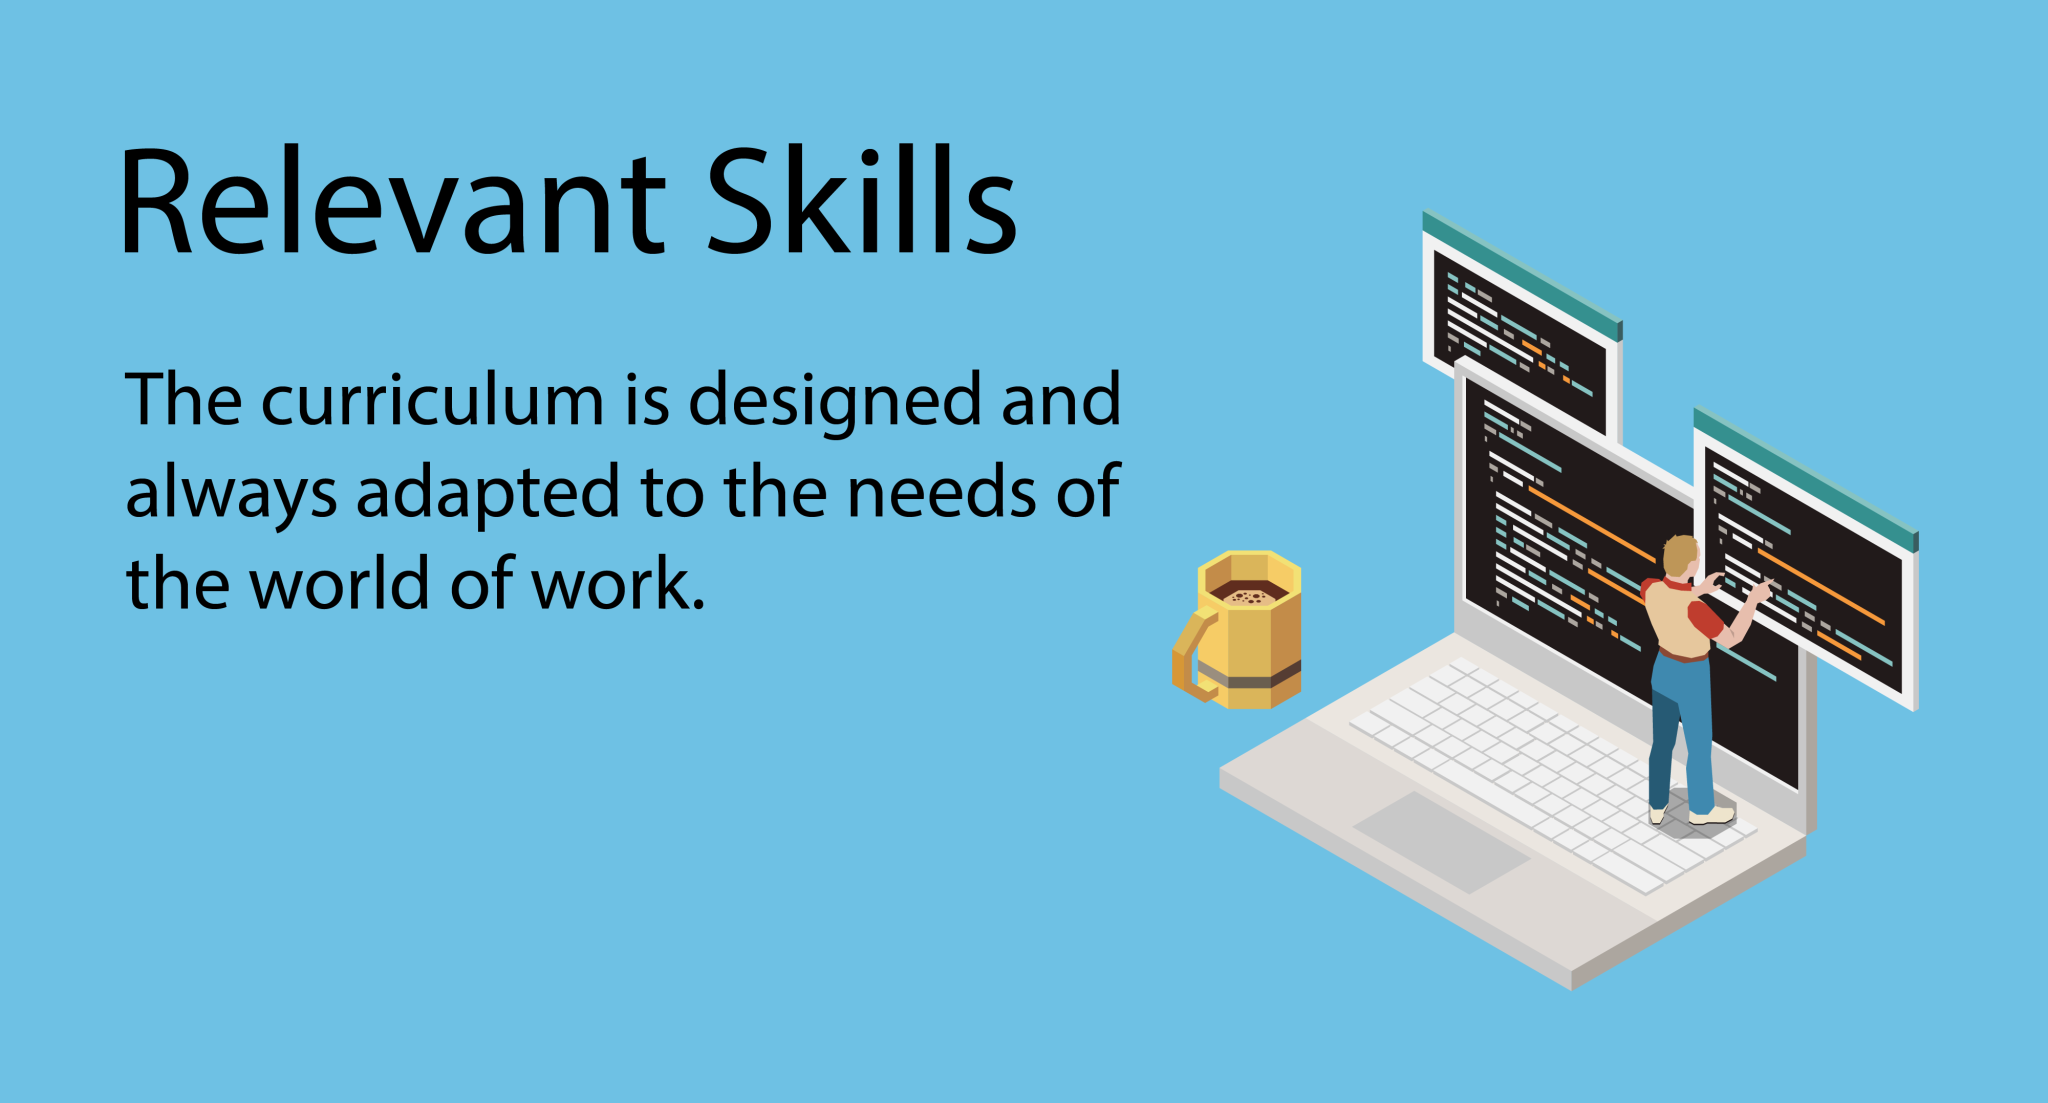 Relevant Skills
The curriculum is designed and
always adapted to the needs of
the world of work.